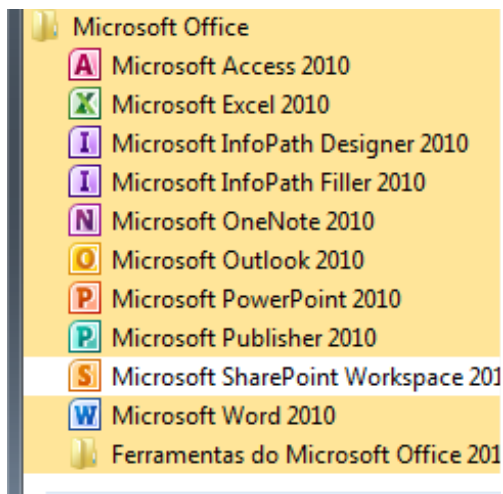 Microsoft Office
A Microsoft Access 2010
X Microsoft Excel 2010
I Microsoft InfoPath Designer 2010
I Microsoft InfoPath Filler 2010
N Microsoft OneNote 2010
O Microsoft Outlook 2010
P Microsoft PowerPoint 2010
P Microsoft Publisher 2010
S Microsoft SharePoint Workspace 201
W Microsoft Word 2010
Ferramentas do Microsoft Office 201